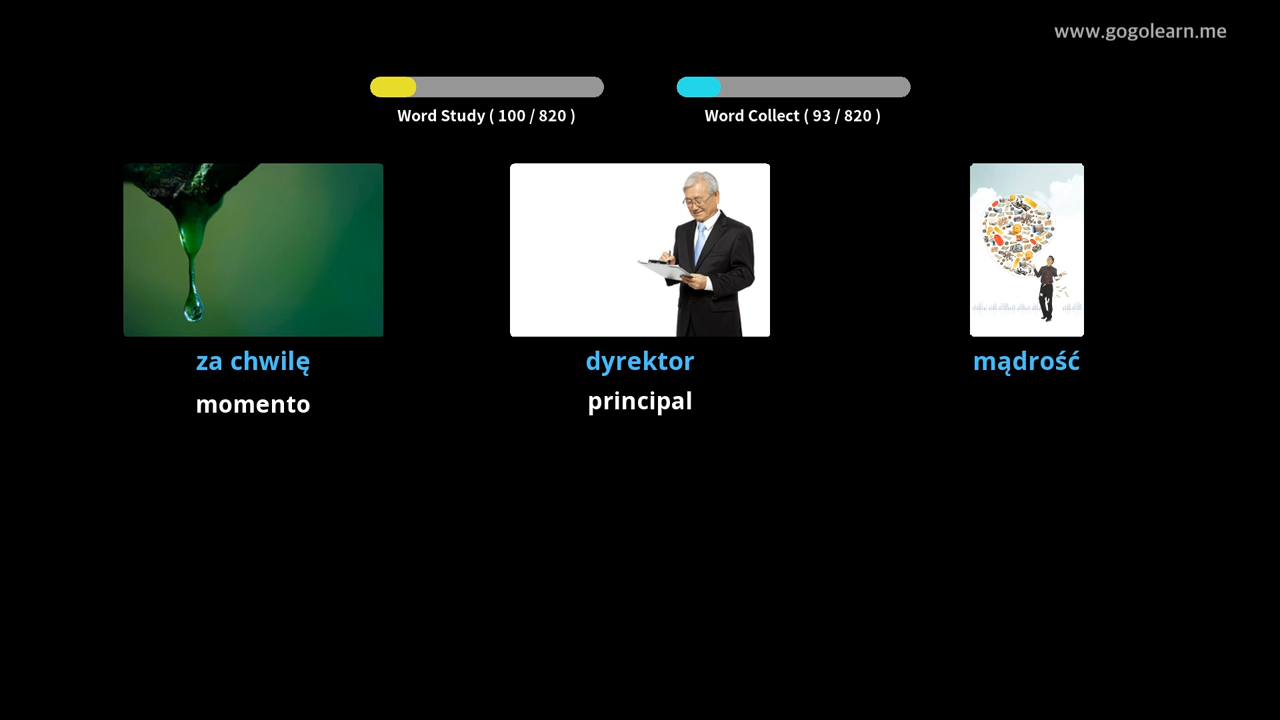 www.gogolearn.me
Word Study ( 100 / 820 )
Word Collect ( 93 / 820 )
za chwilę
dyrektor
mądrość
momento
principal